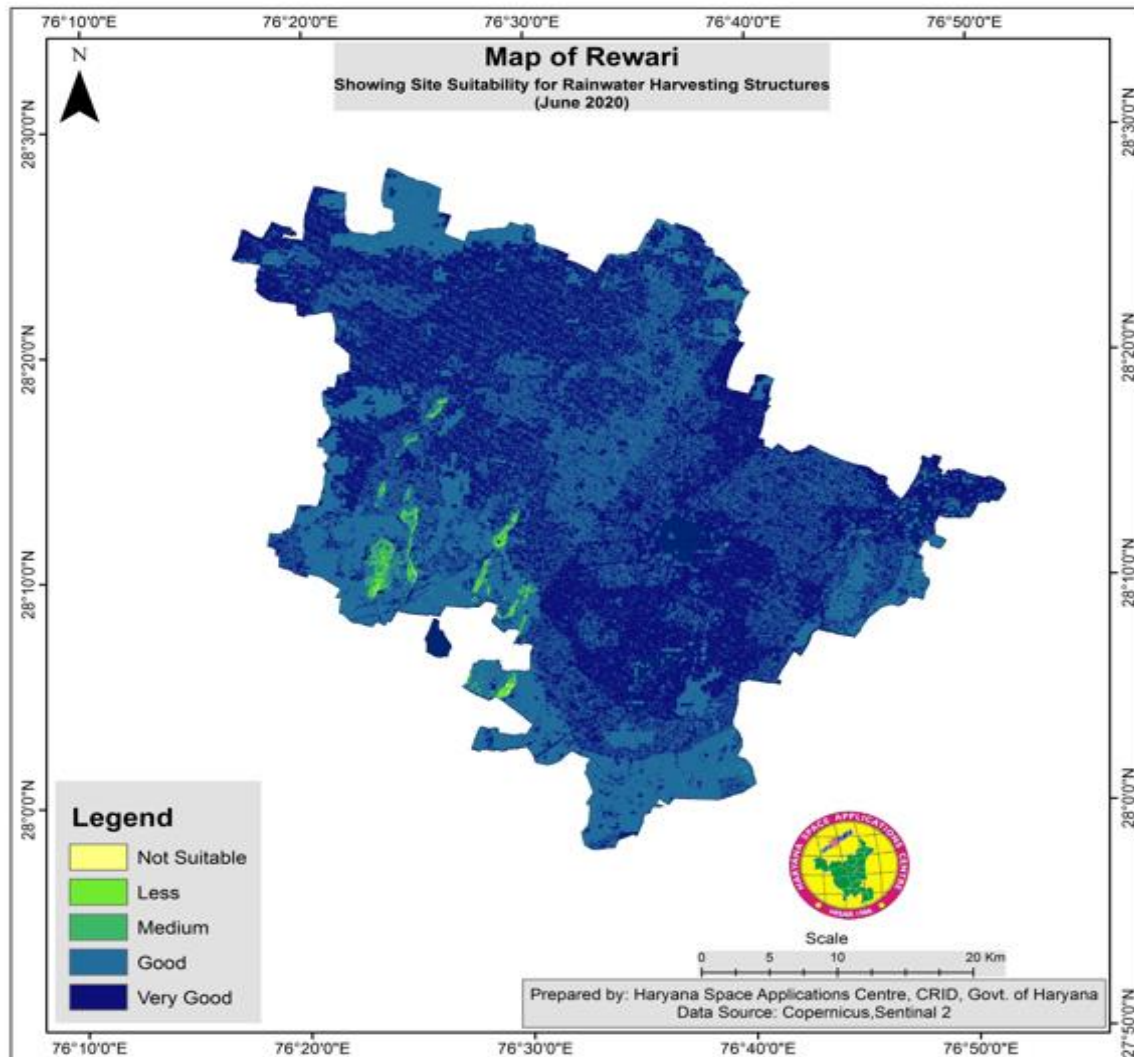 76°10'0"E 76°20'0"E 76°30'0"E 76°40'0"E 76°50'0"E
N
Map of Rewari
Showing Site Suitability for Rainwater Harvesting Structures
(June 2020)
28°30'0"N 28°30'0"N
28°20'0"N 28°20'0"N
28°10'0"N 28°10'0"N
28°0'0"N 28°0'0"N
Legend
Not Suitable
Less
Medium
Good
Very Good
HARYANA SPACE APPLICATIONS CENTRE
Scale
0 5 10 20 Km
Prepared by: Haryana Space Applications Centre, CRID, Govt. of Haryana
Data Source: Copernicus,Sentinal 2
27°50'0"N
76°10'0"E 76°20'0"E 76°30'0"E 76°40'0"E 76°50'0"E